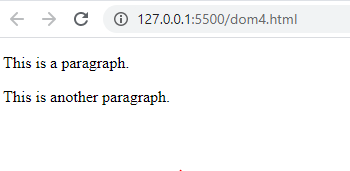 127.0.0.1:5500/dom4.html
This is a paragraph.
This is another paragraph.